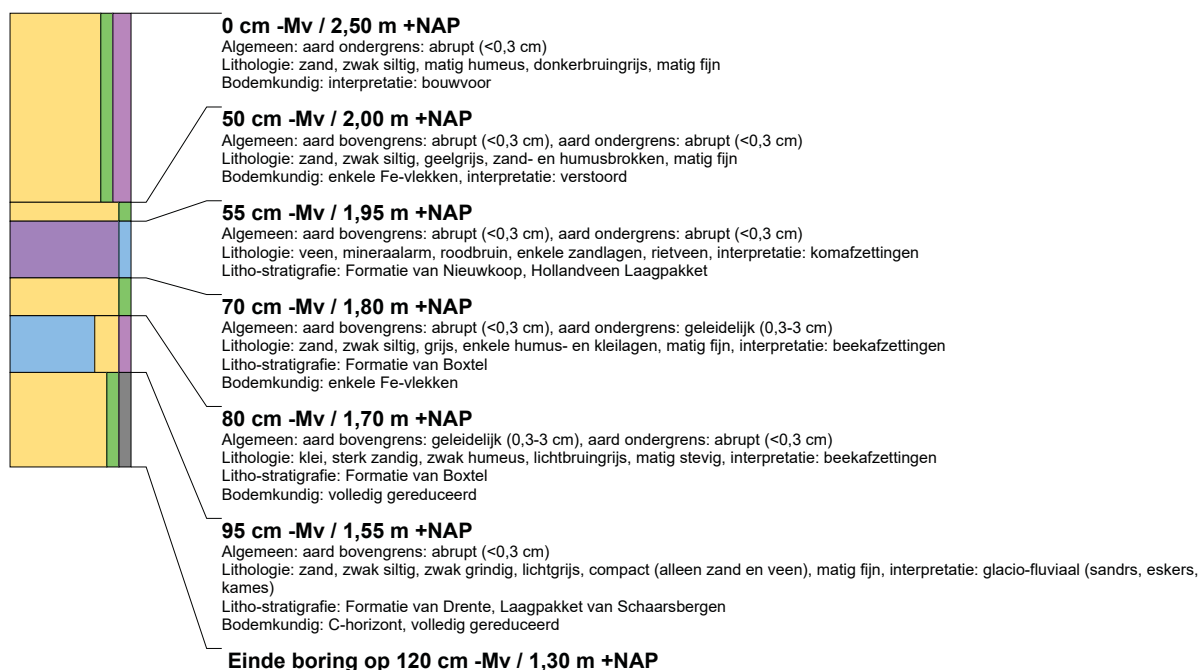 0 cm -Mv / 2,50 m +NAP
Algemeen: aard ondergrens: abrupt (<0,3 cm)
Lithologie: zand, zwak siltig, matig humeus, donkerbruingrijs, matig fijn
Bodemkundig: interpretatie: bouwvoor
50 cm -Mv / 2,00 m +NAP
Algemeen: aard bovengrens: abrupt (<0,3 cm), aard ondergrens: abrupt (<0,3 cm)
Lithologie: zand, zwak siltig, geelgrijs, zand- en humusbrokken, matig fijn
Bodemkundig: enkele Fe-vlekken, interpretatie: verstoord
55 cm -Mv / 1,95 m +NAP
Algemeen: aard bovengrens: abrupt (<0,3 cm), aard ondergrens: abrupt (<0,3 cm)
Lithologie: veen, mineraalarm, roodbruin, enkele zandlagen, rietveen, interpretatie: komafzettingen
Litho-stratigrafie: Formatie van Nieuwkoop, Hollandveen Laagpakket
70 cm -Mv / 1,80 m +NAP
Algemeen: aard bovengrens: abrupt (<0,3 cm), aard ondergrens: geleidelijk (0,3-3 cm)
Lithologie: zand, zwak siltig, grijs, enkele humus- en kleilagen, matig fijn, interpretatie: beekafzettingen
Litho-stratigrafie: Formatie van Boxtel
Bodemkundig: enkele Fe-vlekken
80 cm -Mv / 1,70 m +NAP
Algemeen: aard bovengrens: geleidelijk (0,3-3 cm), aard ondergrens: abrupt (<0,3 cm)
Lithologie: klei, sterk zandig, zwak humeus, lichtbruingrijs, matig stevig, interpretatie: beekafzettingen
Litho-stratigrafie: Formatie van Boxtel
Bodemkundig: volledig gereduceerd
95 cm -Mv / 1,55 m +NAP
Algemeen: aard bovengrens: abrupt (<0,3 cm)
Lithologie: zand, zwak siltig, zwak grindig, lichtgrijs, compact (alleen zand en veen), matig fijn, interpretatie: glacio-fluviaal (sandrs, eskers,
kames)
Litho-stratigrafie: Formatie van Drente, Laagpakket van Schaarsbergen
Bodemkundig: C-horizont, volledig gereduceerd
Einde boring op 120 cm -Mv / 1,30 m +NAP